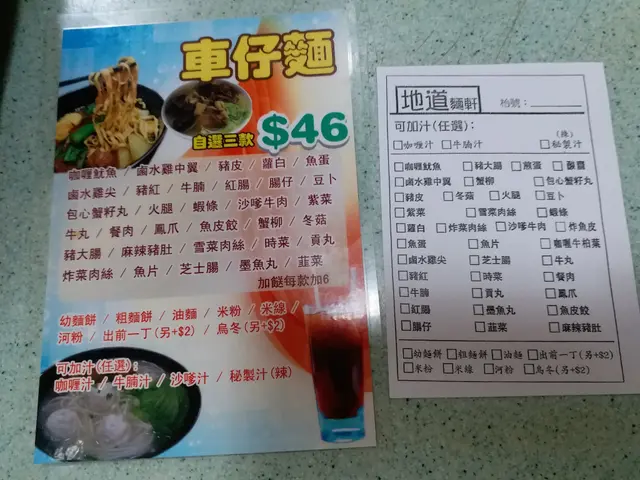 車仔麵
自選三款 $46
咖喱魷魚 / 鹵水雞中翼 / 豬皮 / 蘿白 / 魚蛋
鹵水雞尖 / 豬紅 / 牛腩 / 紅腸 / 腸仔 / 豆卜
包心蟹籽丸 / 火腿 / 蝦條 / 沙嗲牛肉 / 紫菜
牛丸 / 餐肉 / 鳳爪 / 魚皮餃 / 蟹柳 / 冬菇
豬大腸 / 麻辣豬肚 / 雪菜肉絲 / 時菜 / 貢丸
炸菜肉絲 / 魚片 / 芝士腸 / 墨魚丸 / 韮菜
加餸每款加6
幼麵餅 / 粗麵餅 / 油麵 / 米粉 / 米線 /
河粉 / 出前一丁(另+$2) / 烏冬(另+$2)
可加汁(任選):
咖喱汁 / 牛腩汁 / 沙嗲汁 / 秘製汁(辣)
地道麵軒 枱號:
可加汁(任選): (辣)
咖喱汁 牛腩汁 秘製汁
咖喱魷魚 豬大腸 煎蛋
鹵水雞中翼 蟹柳 包心蟹籽丸
豬皮 冬菇 火腿 豆卜
紫菜 雪菜肉絲 蝦條
蘿白 炸菜肉絲 沙嗲牛肉 炸魚皮
魚蛋 魚片 咖喱牛柏葉
鹵水雞尖 芝士腸 牛丸
豬紅 時菜 餐肉
牛腩 貢丸 鳳爪
紅腸 墨魚丸 魚皮餃
腸仔 韮菜 麻辣豬肚
幼麵餅 粗麵餅 油麵 出前一丁(另+$2)
米粉 米線 河粉 烏冬(另+$2)